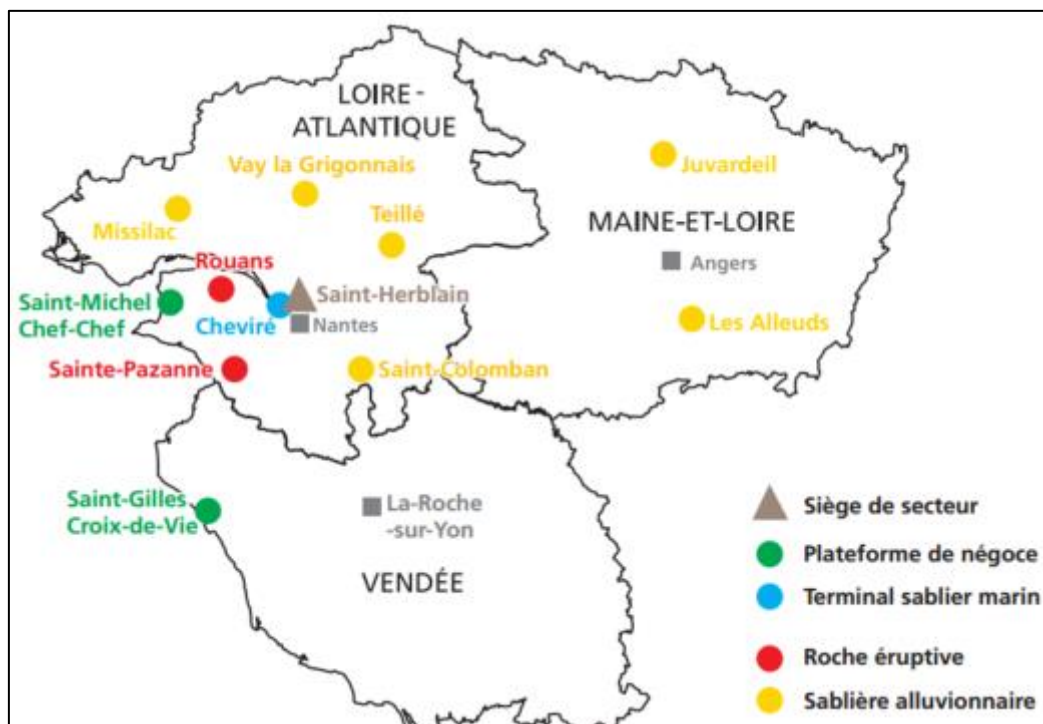 LOIRE-
ATLANTIQUE
Vay la Grigonnais
Juvardeil
Missilac
Teillé
MAINE-ET-LOIRE
Rouans
Angers
Saint-Michel
Chef-Chef
Saint-Herblain
Cheviré
Nantes
Les Alleuds
Sainte-Pazanne
Saint-Colomban
Saint-Gilles
Croix-de-Vie
La-Roche
-sur-Yon
VENDÉE
Siège de secteur
Plateforme de négoce
Terminal sablier marin
Roche éruptive
Sablière alluvionnaire